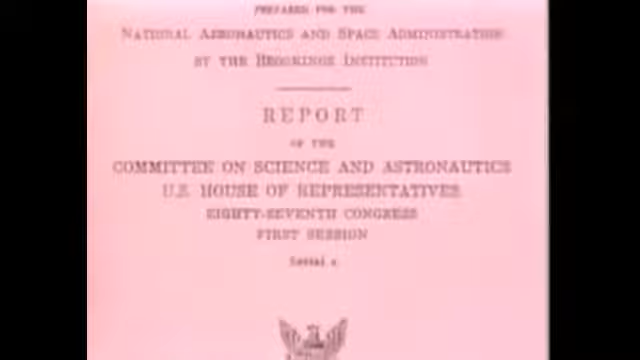 PREPARED FOR THE
NATIONAL AERONAUTICS AND SPACE ADMINISTRATION
BY THE BROOKINGS INSTITUTION
REPORT
OF THE
COMMITTEE ON SCIENCE AND ASTRONAUTICS
U.S. HOUSE OF REPRESENTATIVES
EIGHTY-SEVENTH CONGRESS
FIRST SESSION